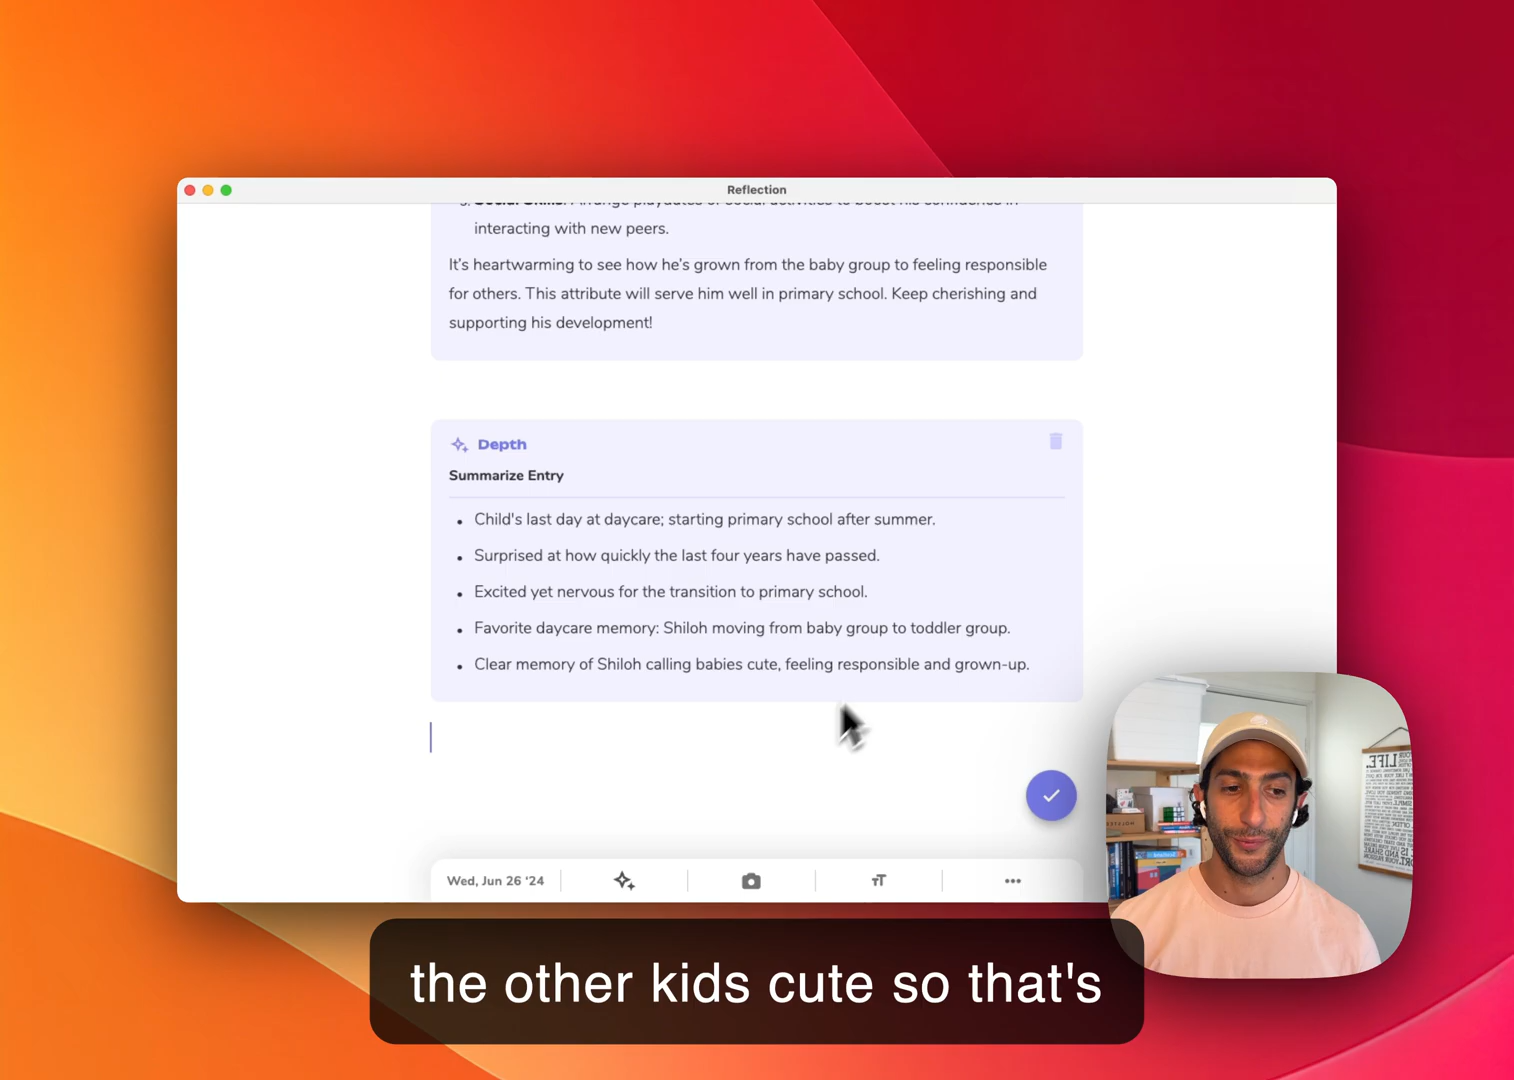 Reflection
interacting with new peers.
It's heartwarming to see how he's grown from the baby group to feeling responsible
for others. This attribute will serve him well in primary school. Keep cherishing and
supporting his development!
Depth
Summarize Entry
• Child's last day at daycare; starting primary school after summer.
• Surprised at how quickly the last four years have passed.
• Excited yet nervous for the transition to primary school.
• Favorite daycare memory: Shiloh moving from baby group to toddler group.
• Clear memory of Shiloh calling babies cute, feeling responsible and grown-up.
Wed, Jun 26 '24
TT
LIFE.
the other kids cute so that's